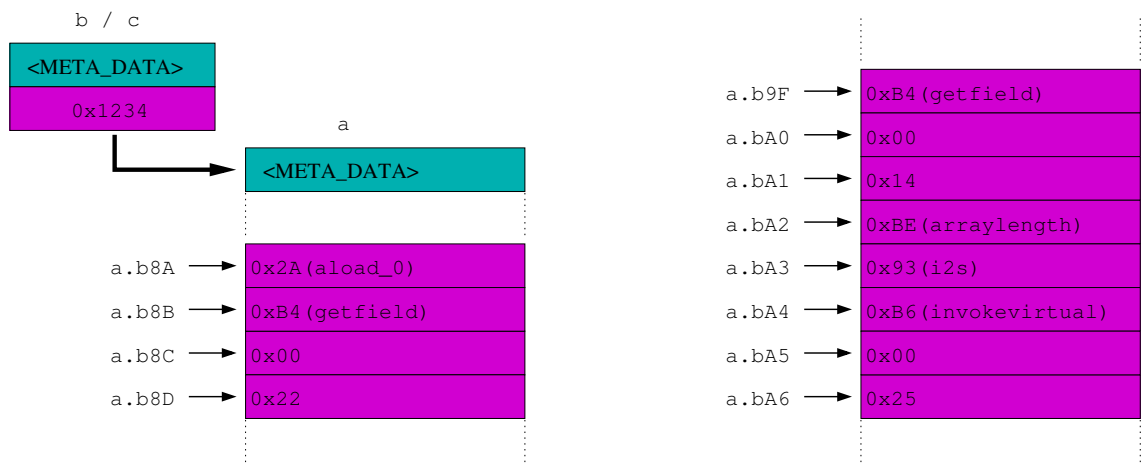 b / c
<META_DATA>
0x1234
a
<META_DATA>
a.b8A 0x2A(aload_0)
a.b8B 0xB4(getfield)
a.b8C 0x00
a.b8D 0x22
a.b9F 0xB4(getfield)
a.bA0 0x00
a.bA1 0x14
a.bA2 0xBE(arraylength)
a.bA3 0x93(i2s)
a.bA4 0xB6(invokevirtual)
a.bA5 0x00
a.bA6 0x25